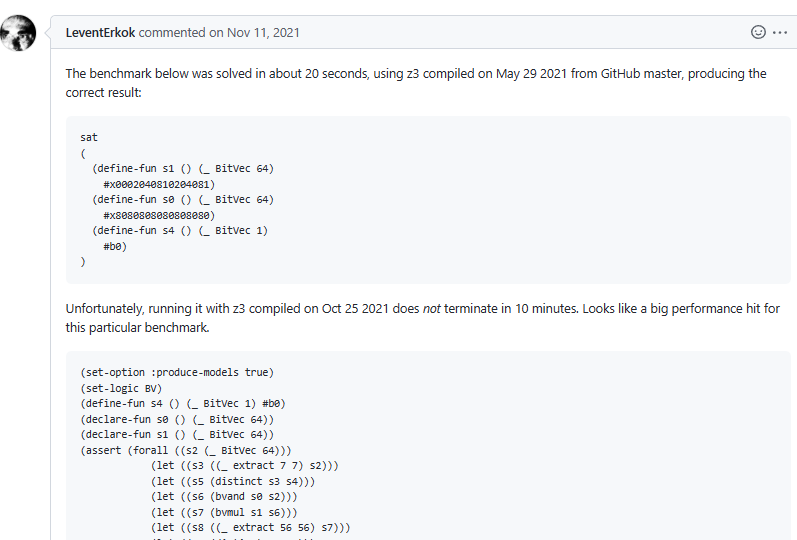 LeventErkok commented on Nov 11, 2021
The benchmark below was solved in about 20 seconds, using z3 compiled on May 29 2021 from GitHub master, producing the
correct result:
sat
(
  (define-fun s1 () (_ BitVec 64)
    #x0002040810204081)
  (define-fun s0 () (_ BitVec 64)
    #x8080808080808080)
  (define-fun s4 () (_ BitVec 1)
    #b0)
)
Unfortunately, running it with z3 compiled on Oct 25 2021 does not terminate in 10 minutes. Looks like a big performance hit for
this particular benchmark.
(set-option :produce-models true)
(set-logic BV)
(define-fun s4 () (_ BitVec 1) #b0)
(declare-fun s0 () (_ BitVec 64))
(declare-fun s1 () (_ BitVec 64))
(assert (forall ((s2 (_ BitVec 64)))
           (let ((s3 ((_ extract 7 7) s2)))
           (let ((s5 (distinct s3 s4)))
           (let ((s6 (bvand s0 s2)))
           (let ((s7 (bvmul s1 s6)))
           (let ((s8 ((_ extract 56 56) s7)))